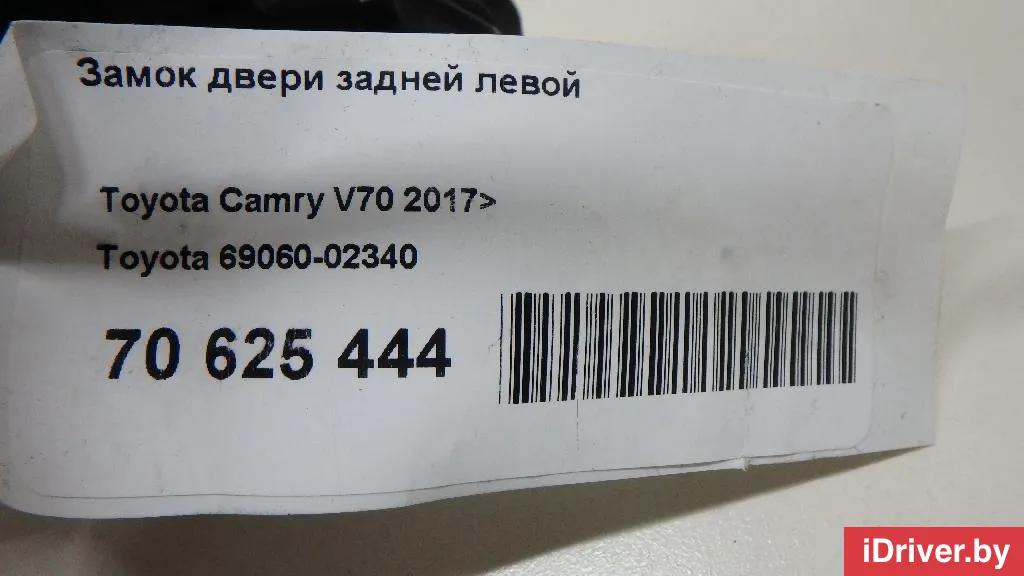 Замок двери задней левой
Toyota Camry V70 2017>
Toyota 69060-02340
70 625 444
iDriver.by